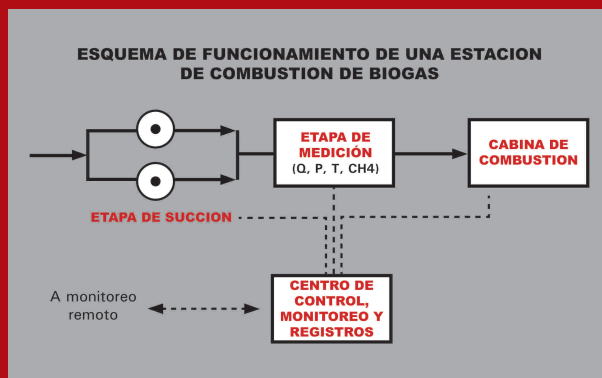 ESQUEMA DE FUNCIONAMIENTO DE UNA ESTACION
DE COMBUSTION DE BIOGAS
ETAPA DE
MEDICIÓN
(Q, P, T, CH4)
CABINA DE
COMBUSTION
ETAPA DE SUCCION
A monitoreo
remoto
CENTRO DE
CONTROL,
MONITOREO Y
REGISTROS